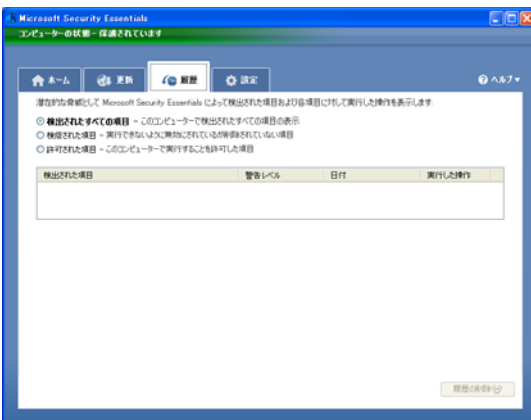 Microsoft Security Essentials
コンピューターの状態 - 保護されています
ホーム
更新
履歴
設定
ヘルプ
潜在的な脅威として Microsoft Security Essentials によって検出された項目および各項目に対して実行した操作を表示します
検出されたすべての項目 - このコンピューターで検出されたすべての項目の表示
検疫された項目 - 実行できないように無効にされているが削除されていない項目
許可された項目 - このコンピューターで実行することを許可した項目
検出された項目 警告レベル 日付 実行した操作
履歴の削除(H)